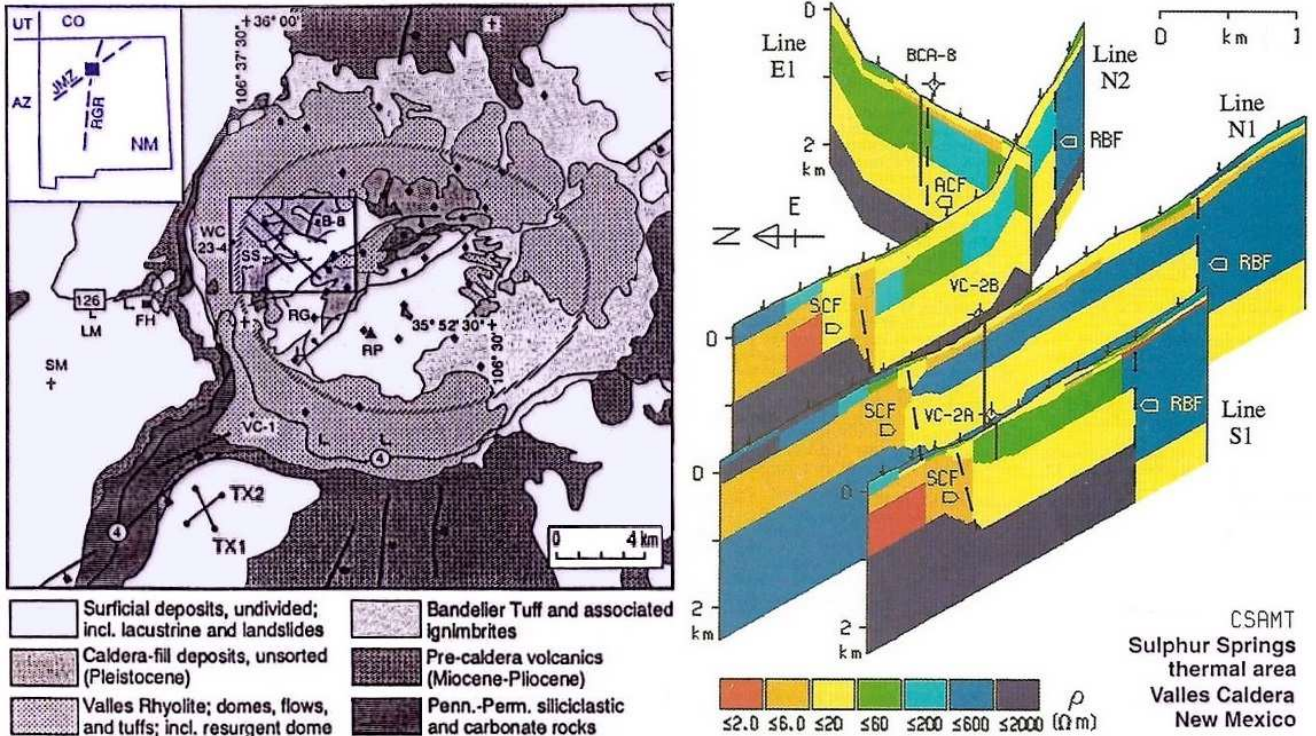 UT
CO
AZ
NM
JMZ
RGR
106° 37' 30"
36° 00'
WC
23-4
B-8
SS
RG
RP
35° 52' 30"
106° 30'
126
LM
FH
SM
VC-1
4
4
TX2
TX1
0 4 km
Surficial deposits, undivided;
incl. lacustrine and landslides
Caldera-fill deposits, unsorted
(Pleistocene)
Valles Rhyolite; domes, flows,
and tuffs; incl. resurgent dome
Bandelier Tuff and associated
ignimbrites
Pre-caldera volcanics
(Miocene-Pliocene)
Penn.-Perm. siliciclastic
and carbonate rocks
0
2
km
Line
E1
BCA-8
Line
N2
0 km 1
Line
N1
RBF
ACF
N E
SCF
VC-2B
RBF
0
SCF
VC-2A
RBF
Line
S1
0
0
SCF
2
km
2
km
CSAMT
Sulphur Springs
thermal area
Valles Caldera
New Mexico
≤2.0 ≤6.0 ≤20 ≤60 ≤200 ≤600 ≤2000
ρ
(Ω m)